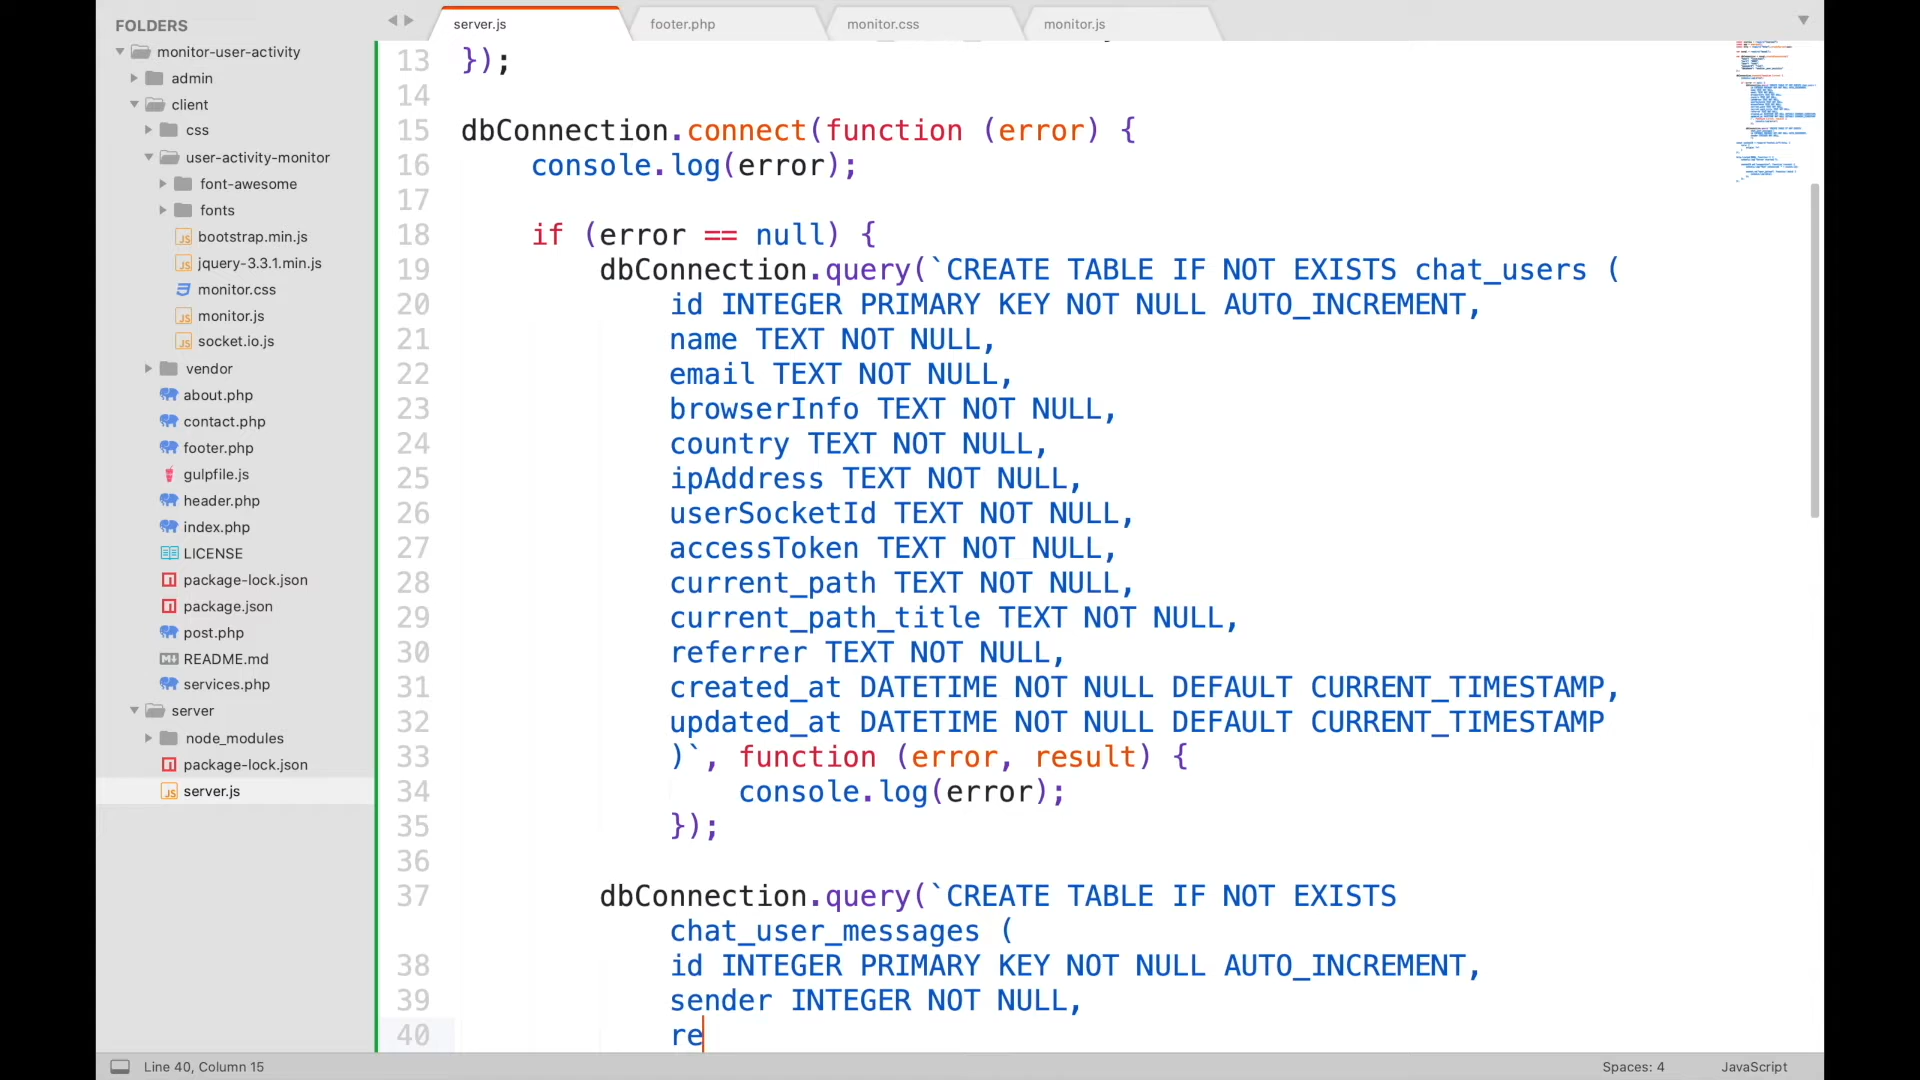 FOLDERS
monitor-user-activity
admin
client
css
user-activity-monitor
font-awesome
fonts
bootstrap.min.js
jquery-3.3.1.min.js
monitor.css
monitor.js
socket.io.js
vendor
about.php
contact.php
footer.php
gulpfile.js
header.php
index.php
LICENSE
package-lock.json
package.json
post.php
README.md
services.php
server
node_modules
package-lock.json
server.js
server.js footer.php monitor.css monitor.js
13 });
14
15 dbConnection.connect(function (error) {
16 console.log(error);
17
18 if (error == null) {
19 dbConnection.query(`CREATE TABLE IF NOT EXISTS chat_users (
20 id INTEGER PRIMARY KEY NOT NULL AUTO_INCREMENT,
21 name TEXT NOT NULL,
22 email TEXT NOT NULL,
23 browserInfo TEXT NOT NULL,
24 country TEXT NOT NULL,
25 ipAddress TEXT NOT NULL,
26 userSocketId TEXT NOT NULL,
27 accessToken TEXT NOT NULL,
28 current_path TEXT NOT NULL,
29 current_path_title TEXT NOT NULL,
30 referrer TEXT NOT NULL,
31 created_at DATETIME NOT NULL DEFAULT CURRENT_TIMESTAMP,
32 updated_at DATETIME NOT NULL DEFAULT CURRENT_TIMESTAMP
33 )`, function (error, result) {
34 console.log(error);
35 });
36
37 dbConnection.query(`CREATE TABLE IF NOT EXISTS
chat_user_messages (
38 id INTEGER PRIMARY KEY NOT NULL AUTO_INCREMENT,
39 sender INTEGER NOT NULL,
40 re
Line 40, Column 15 Spaces: 4 JavaScript